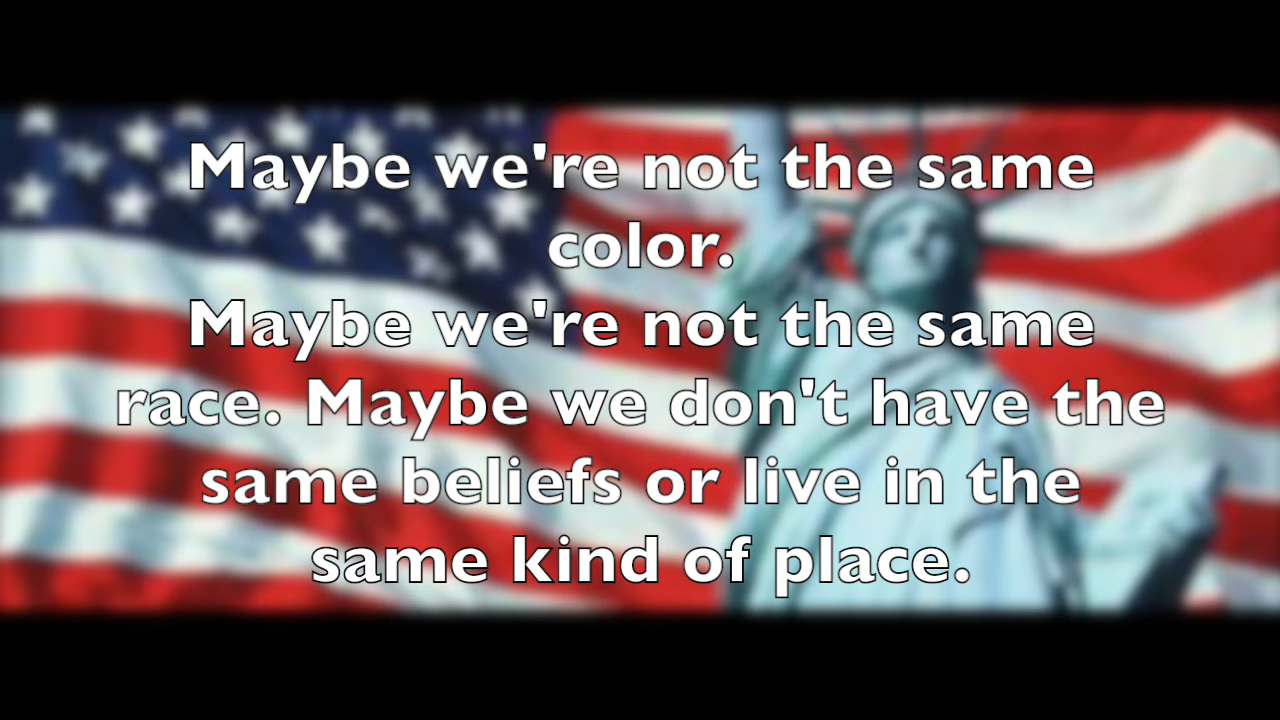 Maybe we're not the same
color.
Maybe we're not the same
race. Maybe we don't have the
same beliefs or live in the
same kind of place.